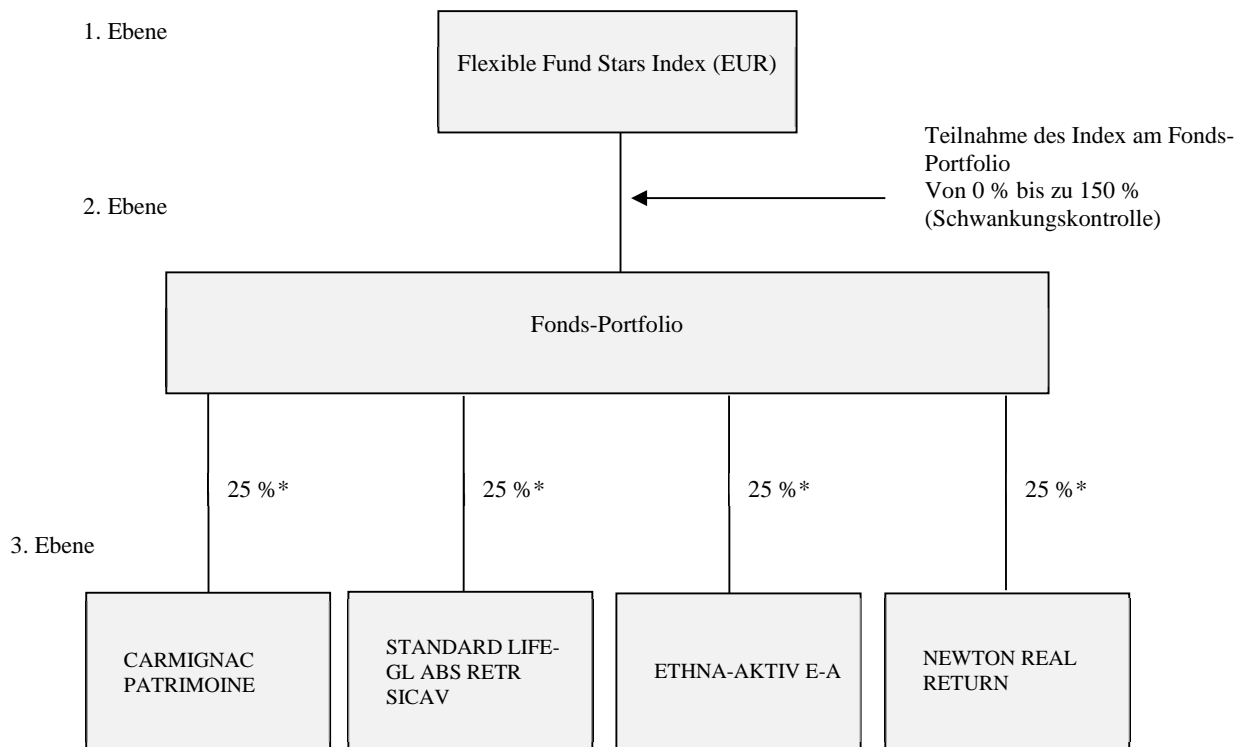 1. Ebene
Flexible Fund Stars Index (EUR)
Teilnahme des Index am Fonds-
Portfolio
Von 0 % bis zu 150 %
(Schwankungskontrolle)
2. Ebene
Fonds-Portfolio
25 %*
25 %*
25 %*
25 %*
3. Ebene
CARMIGNAC
PATRIMOINE
STANDARD LIFE-
GL ABS RETR
SICAV
ETHNA-AKTIV E-A
NEWTON REAL
RETURN